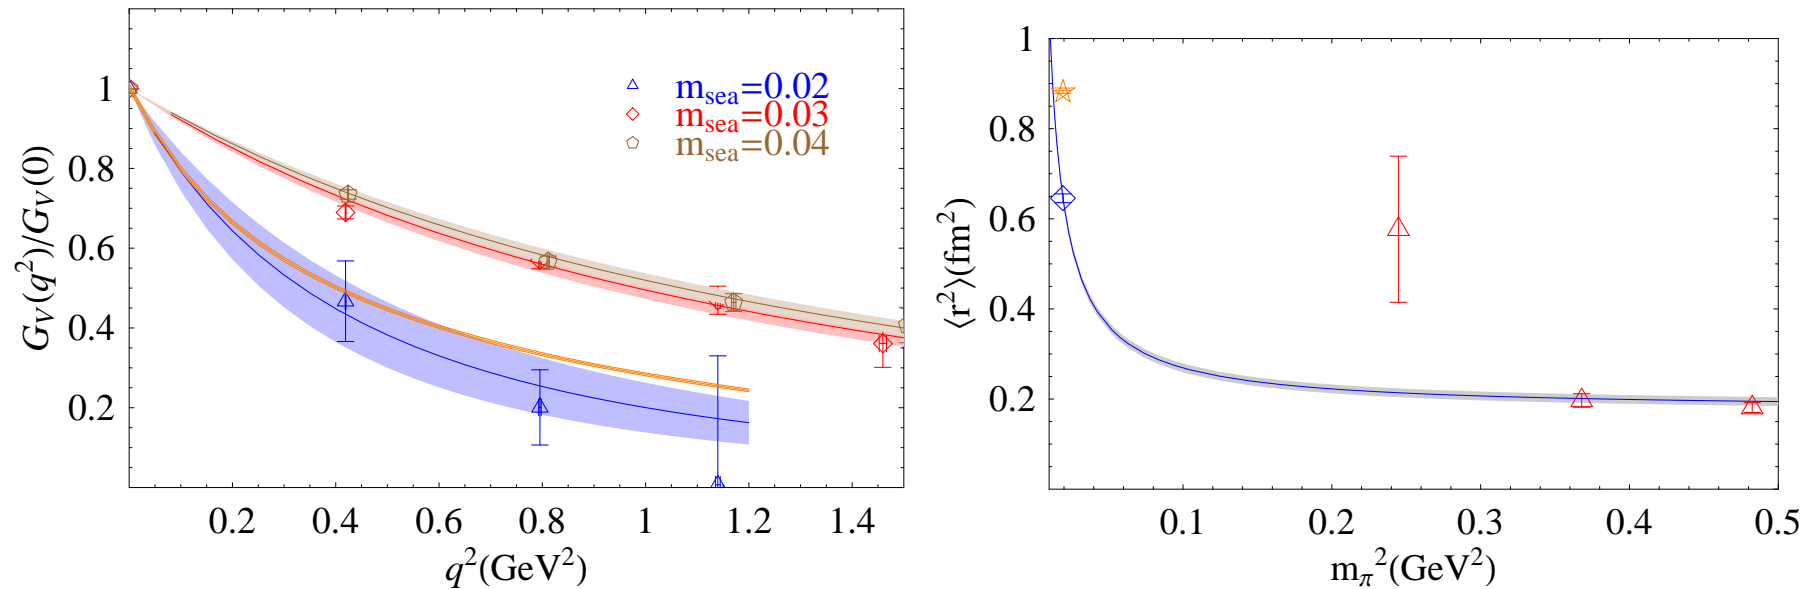 G_V(q^2)/G_V(0)
1
0.8
0.6
0.4
0.2
m_sea=0.02
m_sea=0.03
m_sea=0.04
0.2 0.4 0.6 0.8 1 1.2 1.4
q^2(GeV^2)
⟨r^2⟩(fm^2)
1
0.8
0.6
0.4
0.2
0.1 0.2 0.3 0.4 0.5
m_π^2(GeV^2)